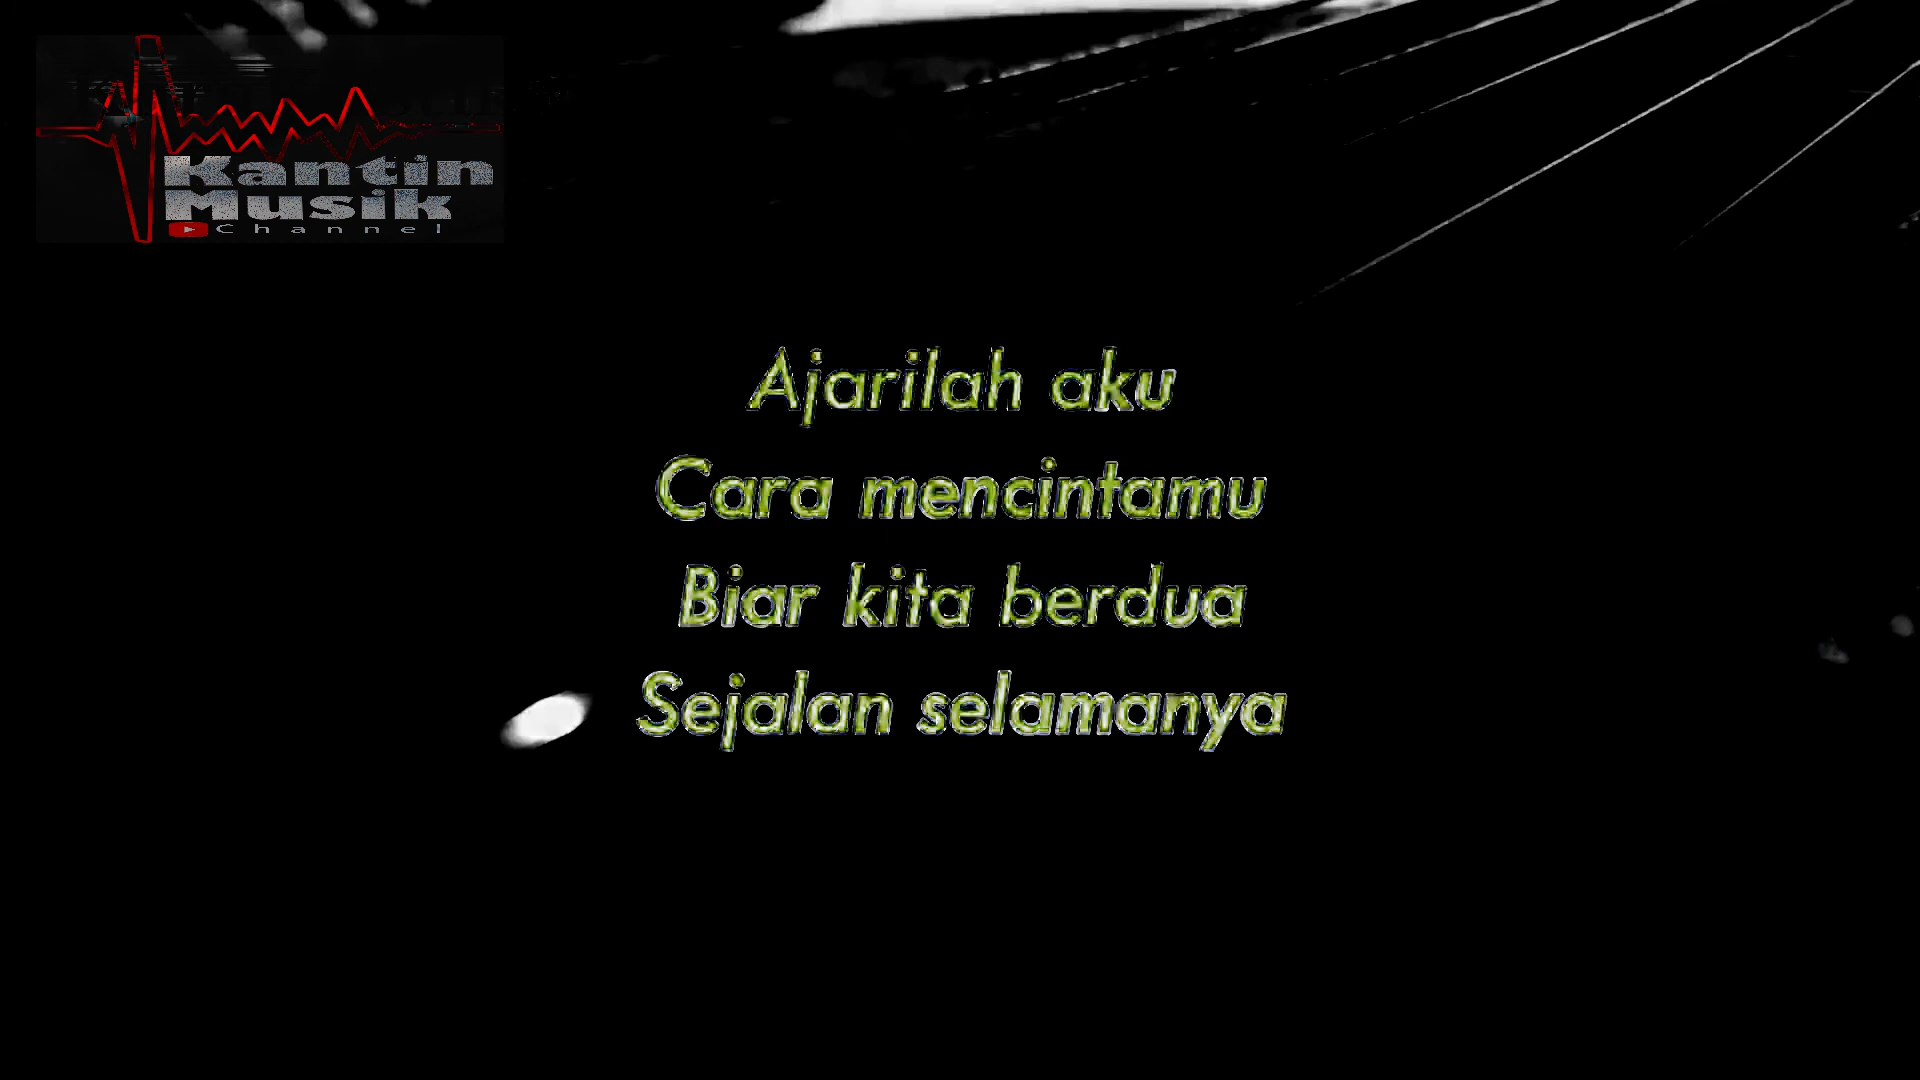 Kantin
Musik
Channel
Ajarilah aku
Cara mencintamu
Biar kita berdua
Sejalan selamanya